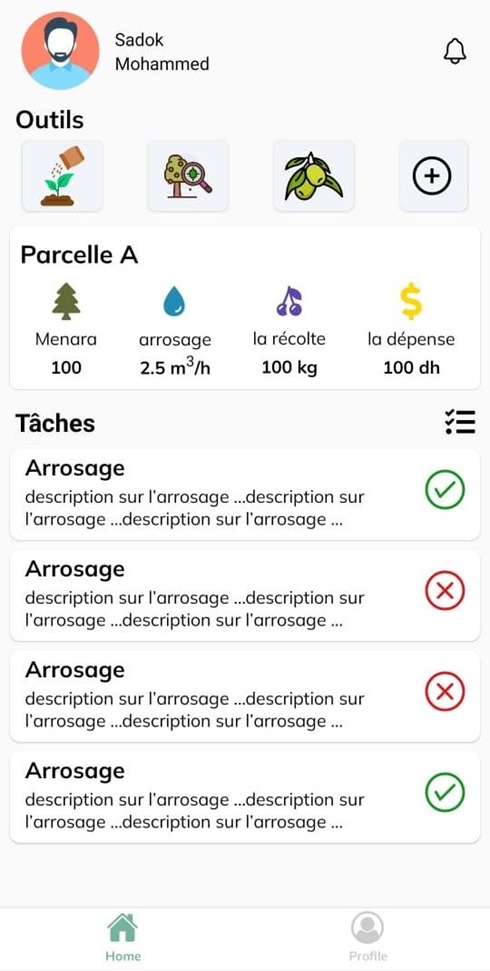 Sadok
Mohammed
Outils
Parcelle A
Menara arrosage la récolte la dépense
100 2.5 m³/h 100 kg 100 dh
Tâches
Arrosage
description sur l'arrosage ...description sur
l'arrosage ...description sur l'arrosage ...
Arrosage
description sur l'arrosage ...description sur
l'arrosage ...description sur l'arrosage ...
Arrosage
description sur l'arrosage ...description sur
l'arrosage ...description sur l'arrosage ...
Arrosage
description sur l'arrosage ...description sur
l'arrosage ...description sur l'arrosage ...
Home Profile